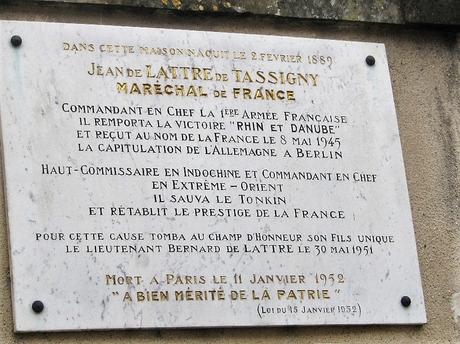 DANS CETTE MAISON NAQUIT LE 2 FÉVRIER 1889
JEAN DE LATTRE DE TASSIGNY
MARÉCHAL DE FRANCE
COMMANDANT EN CHEF LA 1ÈRE ARMÉE FRANÇAISE
IL REMPORTA LA VICTOIRE "RHIN ET DANUBE"
ET REÇUT AU NOM DE LA FRANCE LE 8 MAI 1945
LA CAPITULATION DE L'ALLEMAGNE A BERLIN
HAUT-COMMISSAIRE EN INDOCHINE ET COMMANDANT EN CHEF
EN EXTRÊME-ORIENT
IL SAUVA LE TONKIN
ET RÉTABLIT LE PRESTIGE DE LA FRANCE
POUR CETTE CAUSE TOMBA AU CHAMP D'HONNEUR SON FILS UNIQUE
LE LIEUTENANT BERNARD DE LATTRE LE 30 MAI 1951
MORT A PARIS LE 11 JANVIER 1952
"A BIEN MÉRITÉ DE LA PATRIE"
(LOI DU 15 JANVIER 1952)